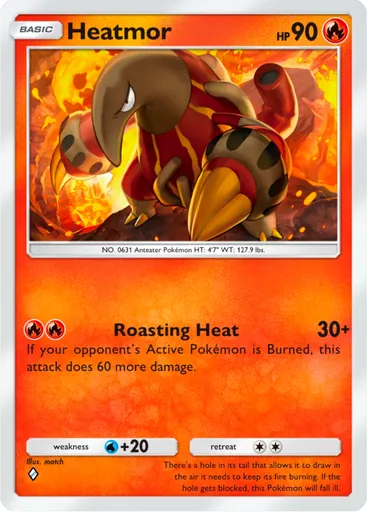 BASIC
Heatmor
HP 90
NO. 0631 Anteater Pokémon HT: 4'7" WT: 127.9 lbs.
Roasting Heat 30+
If your opponent's Active Pokémon is Burned, this
attack does 60 more damage.
weakness +20 retreat
Illus. match
There's a hole in its tail that allows it to draw in
the air it needs to keep its fire burning. If the
hole gets blocked, this Pokémon will fall ill.